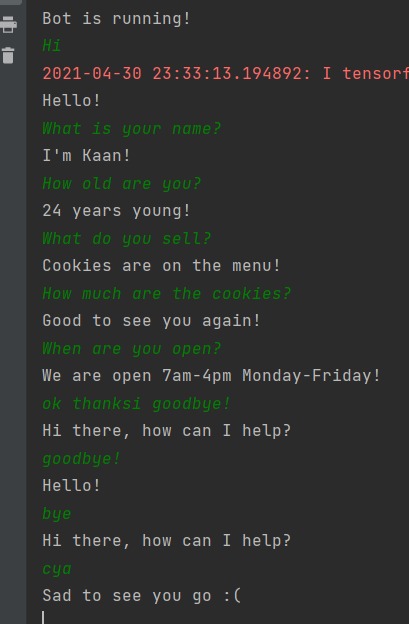 Bot is running!
Hi
2021-04-30 23:33:13.194892: I tensorf
Hello!
What is your name?
I'm Kaan!
How old are you?
24 years young!
What do you sell?
Cookies are on the menu!
How much are the cookies?
Good to see you again!
When are you open?
We are open 7am-4pm Monday-Friday!
ok thanksi goodbye!
Hi there, how can I help?
goodbye!
Hello!
bye
Hi there, how can I help?
cya
Sad to see you go :(